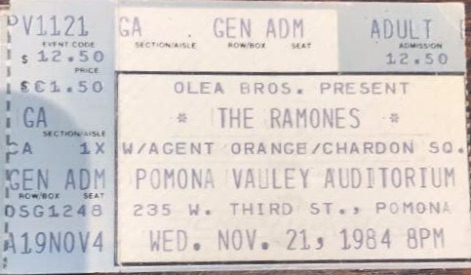 PV1121 GA GEN ADM ADULT
EVENT CODE SECTION/AISLE ROW/BOX SEAT ADMISSION
$ 12.50 12.50
PRICE
$€1.50 OLEA BROS. PRESENT
GA * THE RAMONES *
SECTION/AISLE
CA 1X W/AGENT ORANGE/CHARDON SQ.
GEN ADM POMONA VAULEY AUDITORIUM
ROW/BOX SEAT
OSG1248 235 W. THIRD ST., POMONA
A19NOV4 WED. NOV. 21, 1984 8PM